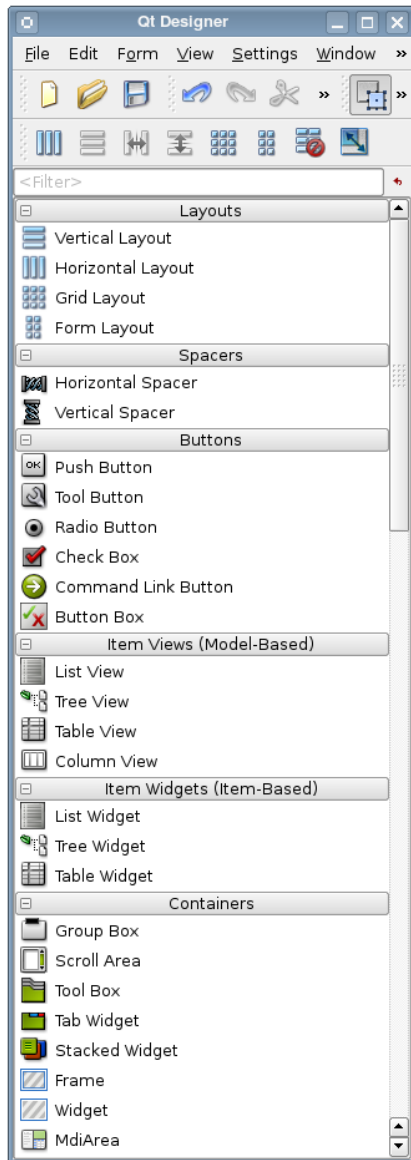 Qt Designer
File Edit Form View Settings Window »
» »
<Filter>
Layouts
Vertical Layout
Horizontal Layout
Grid Layout
Form Layout
Spacers
Horizontal Spacer
Vertical Spacer
Buttons
OK Push Button
Tool Button
Radio Button
Check Box
Command Link Button
Button Box
Item Views (Model-Based)
List View
Tree View
Table View
Column View
Item Widgets (Item-Based)
List Widget
Tree Widget
Table Widget
Containers
Group Box
Scroll Area
Tool Box
Tab Widget
Stacked Widget
Frame
Widget
MdiArea